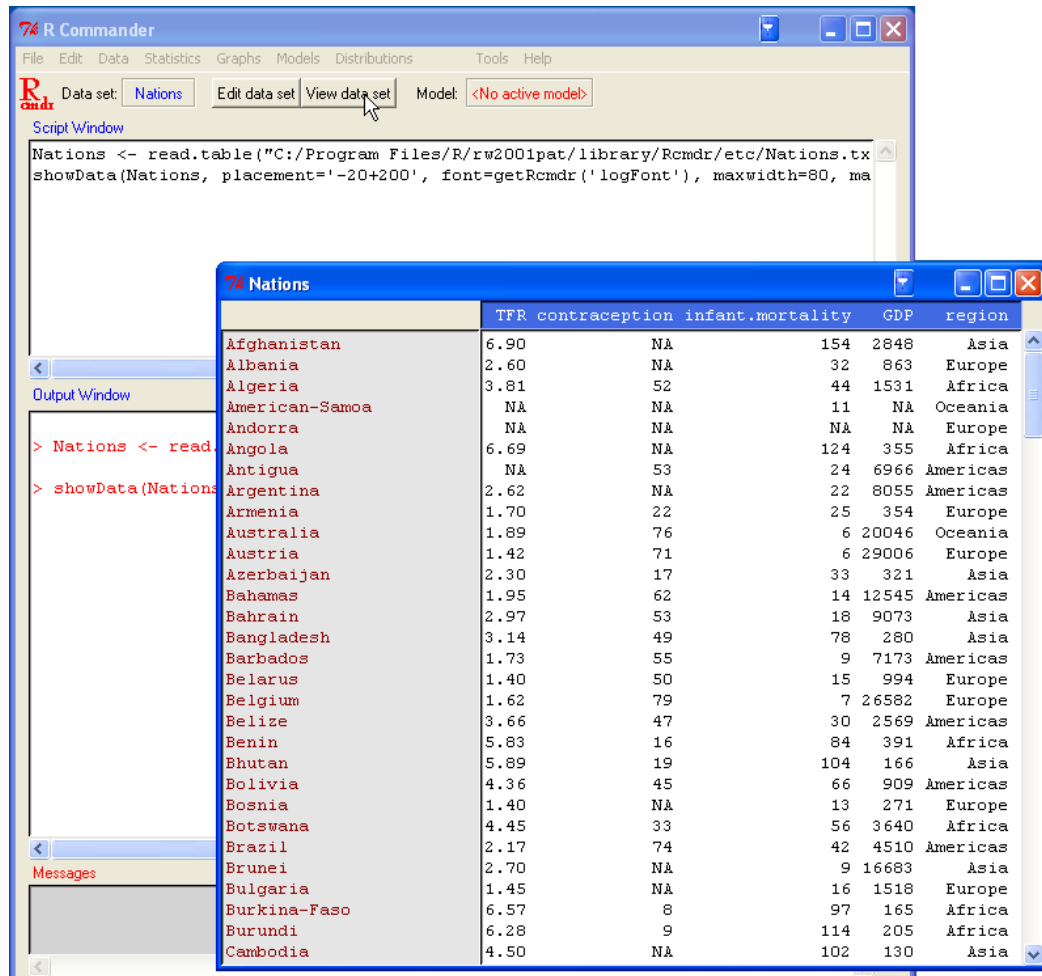 R Commander
File Edit Data Statistics Graphs Models Distributions Tools Help
Rcmdr Data set: Nations Edit data set View data set Model: <No active model>
Script Window
Nations <- read.table("C:/Program Files/R/rw2001pat/library/Rcmdr/etc/Nations.tx
showData(Nations, placement='-20+200', font=getRcmdr('logFont'), maxwidth=80, ma
Output Window
> Nations <- read.
> showData(Nations
Messages
Nations
TFR contraception infant.mortality GDP region
Afghanistan 6.90 NA 154 2848 Asia
Albania 2.60 NA 32 863 Europe
Algeria 3.81 52 44 1531 Africa
American-Samoa NA NA 11 NA Oceania
Andorra NA NA NA NA Europe
Angola 6.69 NA 124 355 Africa
Antigua NA 53 24 6966 Americas
Argentina 2.62 NA 22 8055 Americas
Armenia 1.70 22 25 354 Europe
Australia 1.89 76 6 20046 Oceania
Austria 1.42 71 6 29006 Europe
Azerbaijan 2.30 17 33 321 Asia
Bahamas 1.95 62 14 12545 Americas
Bahrain 2.97 53 18 9073 Asia
Bangladesh 3.14 49 78 280 Asia
Barbados 1.73 55 9 7173 Americas
Belarus 1.40 50 15 994 Europe
Belgium 1.62 79 7 26582 Europe
Belize 3.66 47 30 2569 Americas
Benin 5.83 16 84 391 Africa
Bhutan 5.89 19 104 166 Asia
Bolivia 4.36 45 66 909 Americas
Bosnia 1.40 NA 13 271 Europe
Botswana 4.45 33 56 3640 Africa
Brazil 2.17 74 42 4510 Americas
Brunei 2.70 NA 9 16683 Asia
Bulgaria 1.45 NA 16 1518 Europe
Burkina-Faso 6.57 8 97 165 Africa
Burundi 6.28 9 114 205 Africa
Cambodia 4.50 NA 102 130 Asia